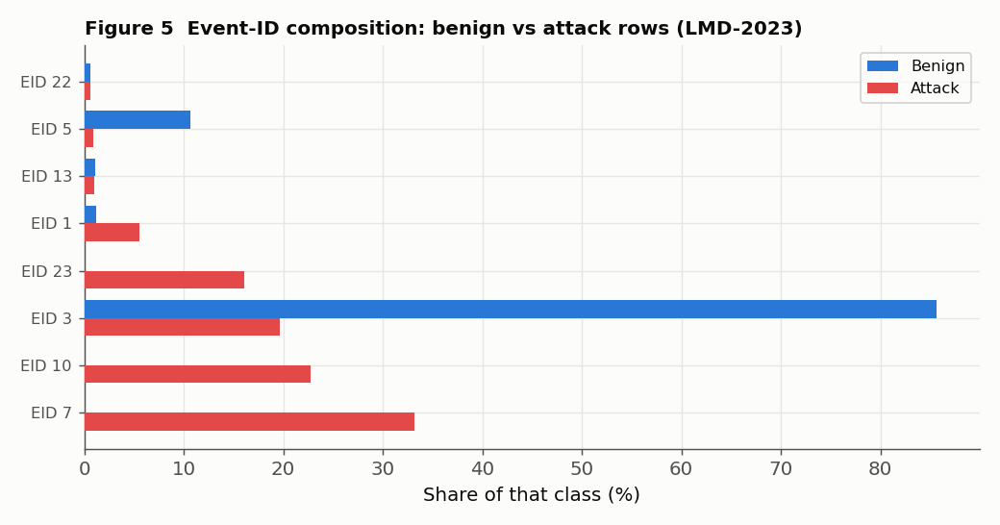 Figure 5  Event-ID composition: benign vs attack rows (LMD-2023)
Benign
Attack
EID 22
EID 5
EID 13
EID 1
EID 23
EID 3
EID 10
EID 7
0 10 20 30 40 50 60 70 80
Share of that class (%)